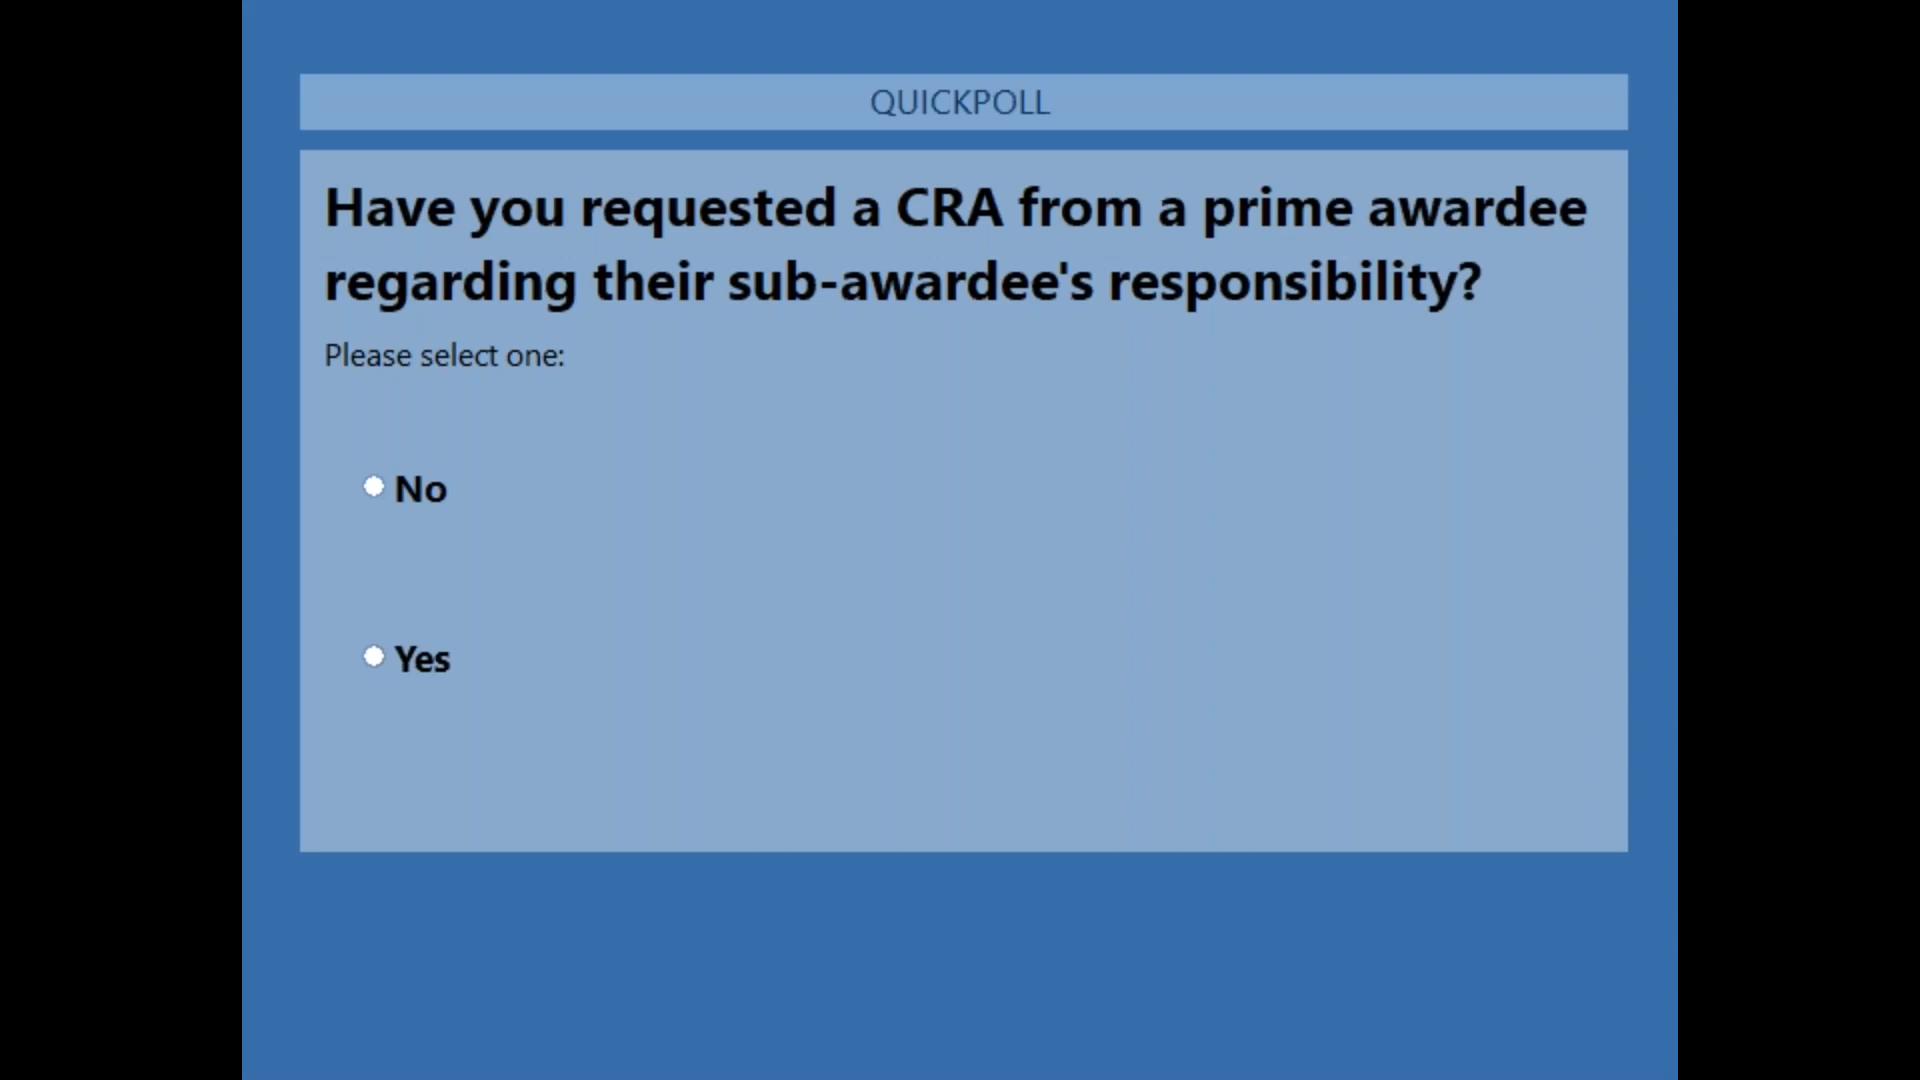 QUICKPOLL
Have you requested a CRA from a prime awardee
regarding their sub-awardee's responsibility?
Please select one:
No
Yes